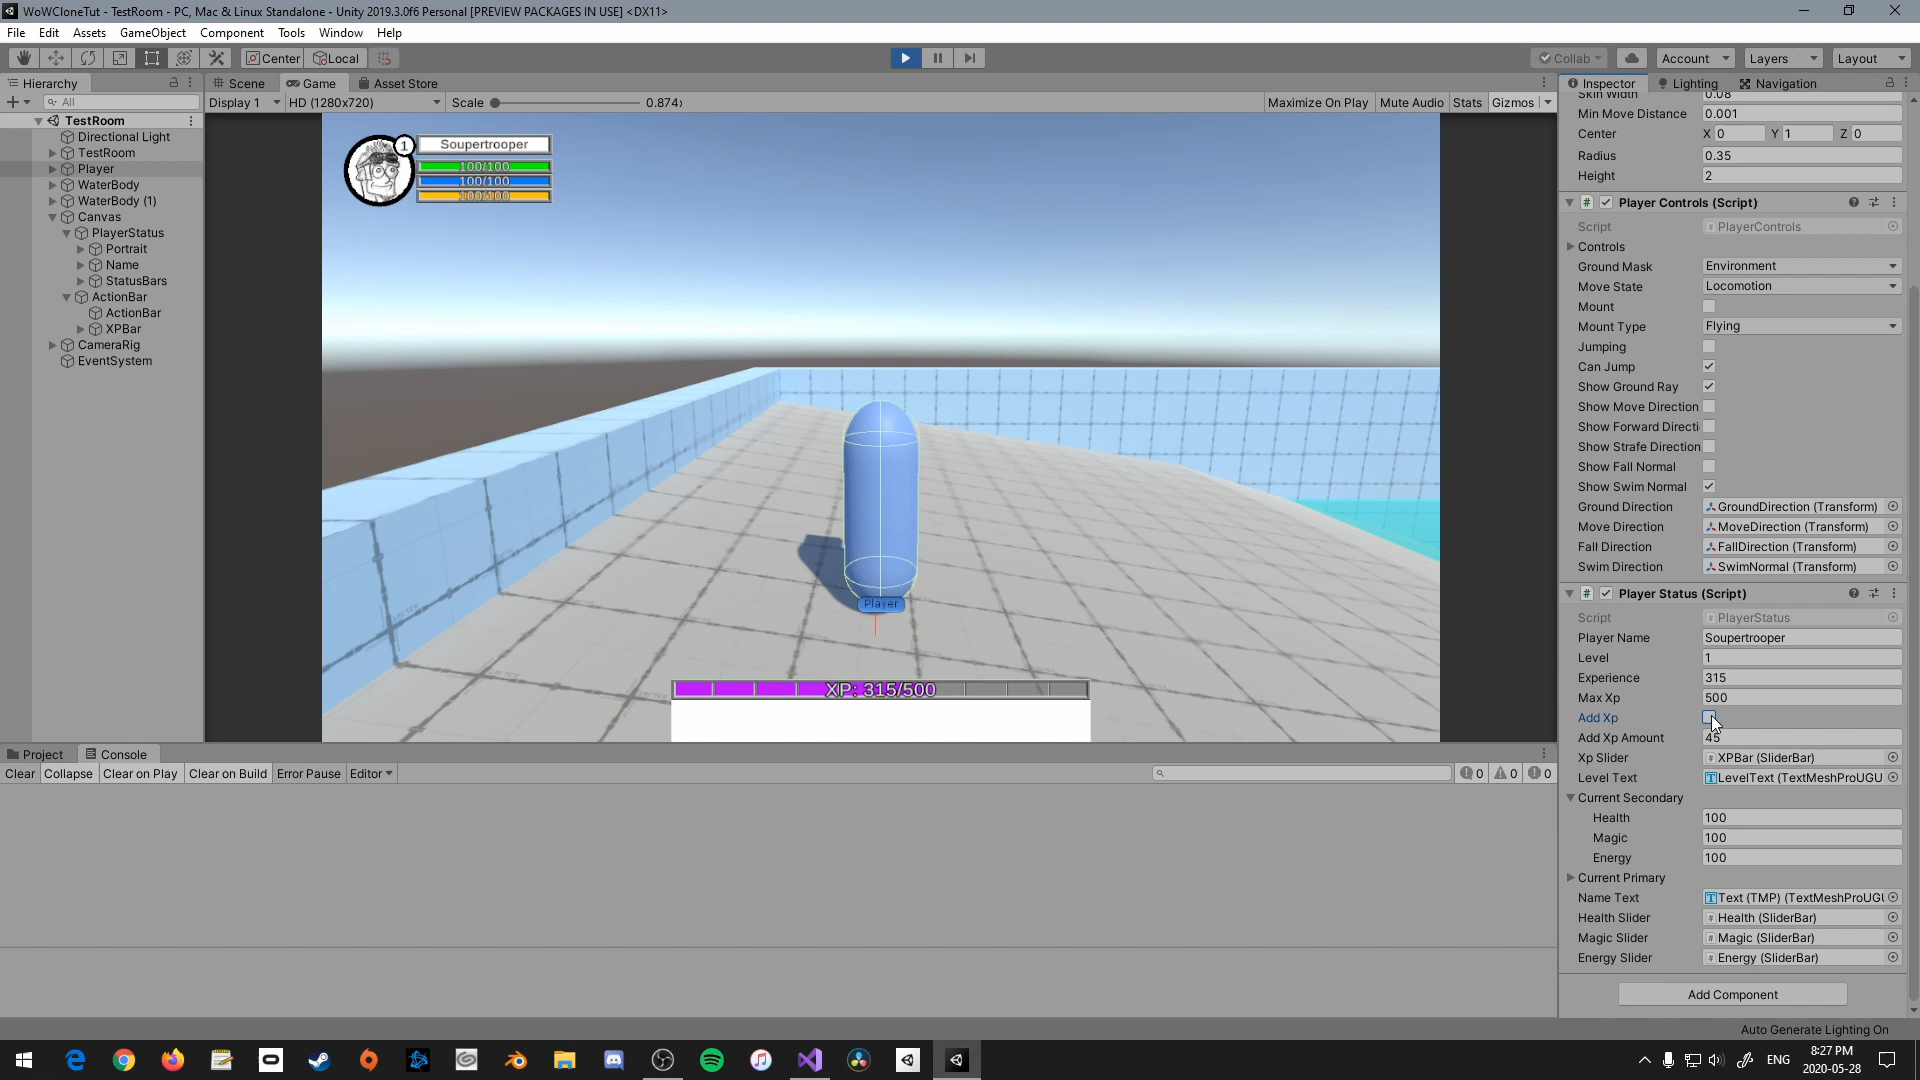 WoWCloneTut - TestRoom - PC, Mac & Linux Standalone - Unity 2019.3.0f6 Personal [PREVIEW PACKAGES IN USE] <DX11>
File Edit Assets GameObject Component Tools Window Help
Center Local Collab Account Layers Layout
Hierarchy
All
TestRoom
Directional Light
TestRoom
Player
WaterBody
WaterBody (1)
Canvas
PlayerStatus
Portrait
Name
StatusBars
ActionBar
ActionBar
XPBar
CameraRig
EventSystem
Scene Game Asset Store
Display 1 HD (1280x720) Scale 0.874 Maximize On Play Mute Audio Stats Gizmos
1
Soupertrooper
100/100
100/100
100/100
Player
XP: 315/500
Project Console
Clear Collapse Clear on Play Clear on Build Error Pause Editor 0 0 0
Inspector Lighting Navigation
Skin Width 0.08
Min Move Distance 0.001
Center X 0 Y 1 Z 0
Radius 0.35
Height 2
# Player Controls (Script)
Script # PlayerControls
Controls
Ground Mask Environment
Move State Locomotion
Mount
Mount Type Flying
Jumping
Can Jump
Show Ground Ray
Show Move Direction
Show Forward Directi
Show Strafe Direction
Show Fall Normal
Show Swim Normal
Ground Direction GroundDirection (Transform)
Move Direction MoveDirection (Transform)
Fall Direction FallDirection (Transform)
Swim Direction SwimNormal (Transform)
# Player Status (Script)
Script # PlayerStatus
Player Name Soupertrooper
Level 1
Experience 315
Max Xp 500
Add Xp
Add Xp Amount 45
Xp Slider # XPBar (SliderBar)
Level Text T LevelText (TextMeshProUGU
Current Secondary
Health 100
Magic 100
Energy 100
Current Primary
Name Text T Text (TMP) (TextMeshProUGU
Health Slider # Health (SliderBar)
Magic Slider # Magic (SliderBar)
Energy Slider # Energy (SliderBar)
Add Component
Auto Generate Lighting On
ENG 8:27 PM
2020-05-28